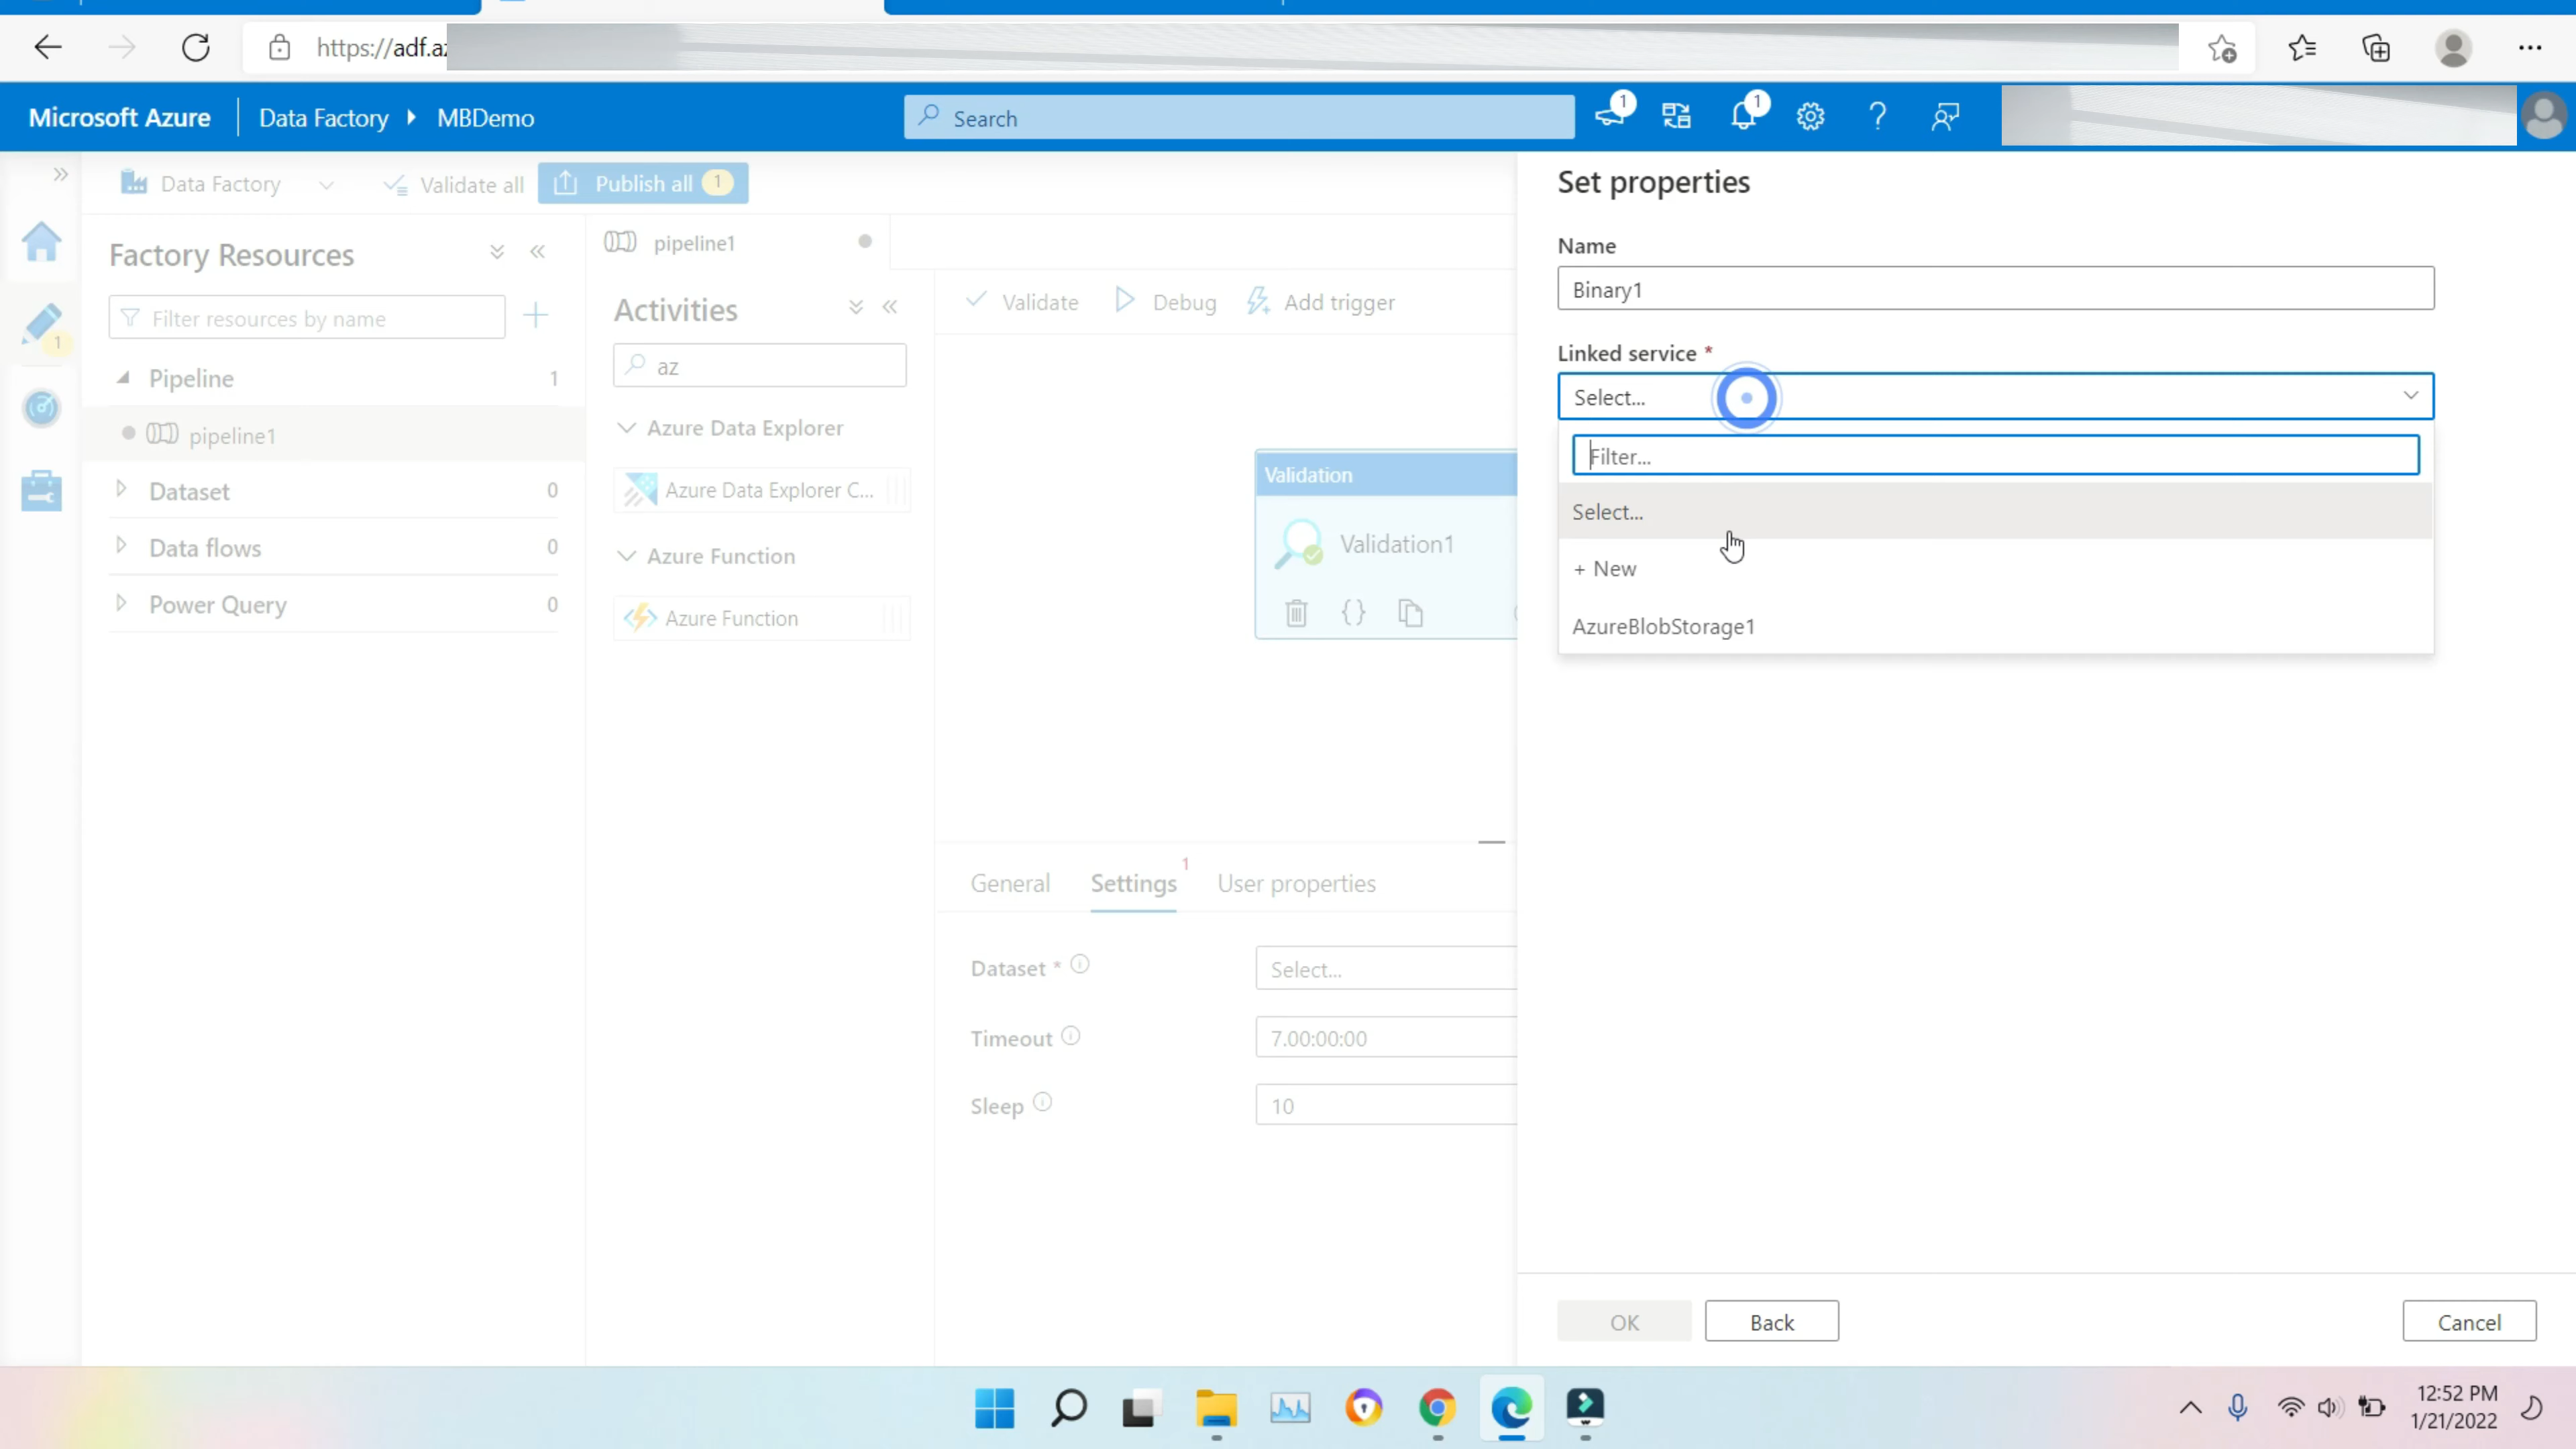 https://adf.az
Microsoft Azure
Data Factory
MBDemo
Search
1
1
Data Factory
Validate all
Publish all
1
Factory Resources
Filter resources by name
1
Pipeline
1
pipeline1
Dataset
0
Data flows
0
Power Query
0
pipeline1
Activities
az
Azure Data Explorer
Azure Data Explorer C...
Azure Function
Azure Function
Validate
Debug
Add trigger
Validation
Validation1
General
Settings
1
User properties
Dataset *
Select...
Timeout
7.00:00:00
Sleep
10
Set properties
Name
Binary1
Linked service *
Select...
Filter...
Select...
+ New
AzureBlobStorage1
OK
Back
Cancel
12:52 PM
1/21/2022